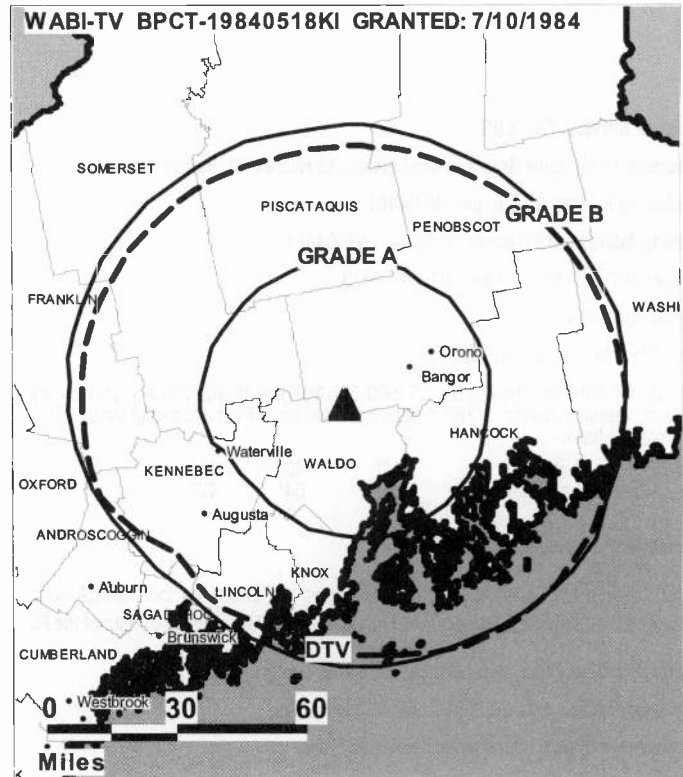 WABI-TV BPCT-19840518KI GRANTED: 7/10/1984
SOMERSET
PISCATAQUIS
GRADE B
PENOBSCOT
GRADE A
FRANKLIN
WASHI
Orono
Bangor
HANCOCK
Waterville
KENNEBEC
WALDO
OXFORD
Augusta
ANDROSCOGGIN
KNOX
Auburn
LINCOLN
SAGADAHOC
Brunswick
CUMBERLAND
DTV
Westbrook
0 30 60
Miles